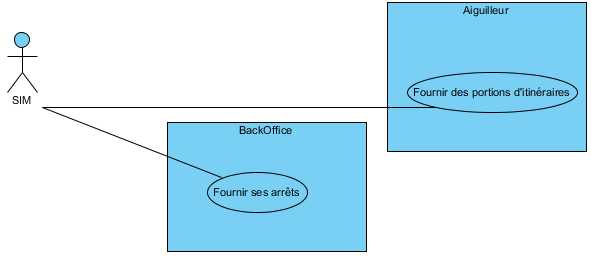 Aiguilleur
Fournir des portions d'itinéraires
SIM
BackOffice
Fournir ses arrêts